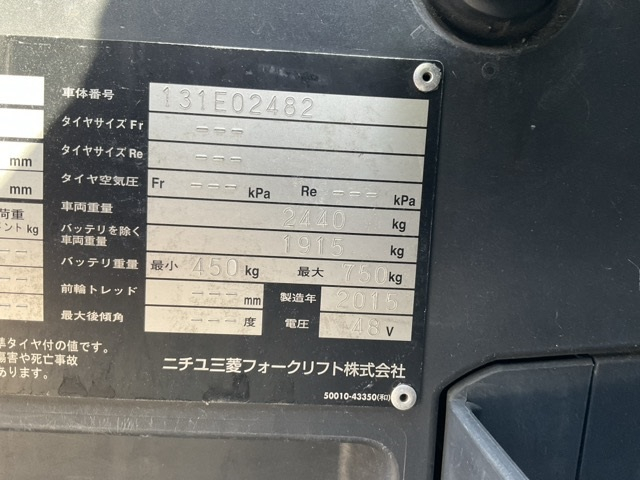 車体番号 131E02482
タイヤサイズ Fr ---
タイヤサイズ Re ---
mm タイヤ空気圧 Fr --- kPa Re --- kPa
mm
荷重 車両重量 2440 kg
ント kg バッテリを除く車両重量 1915 kg
バッテリ重量 最小 450 kg 最大 750 kg
前輪トレッド --- mm 製造年 2015
最大後傾角 --- 度 電圧 48 V
準タイヤ付の値です。
傷害や死亡事故
あります。
ニチユ三菱フォークリフト株式会社
50010-43350(和)